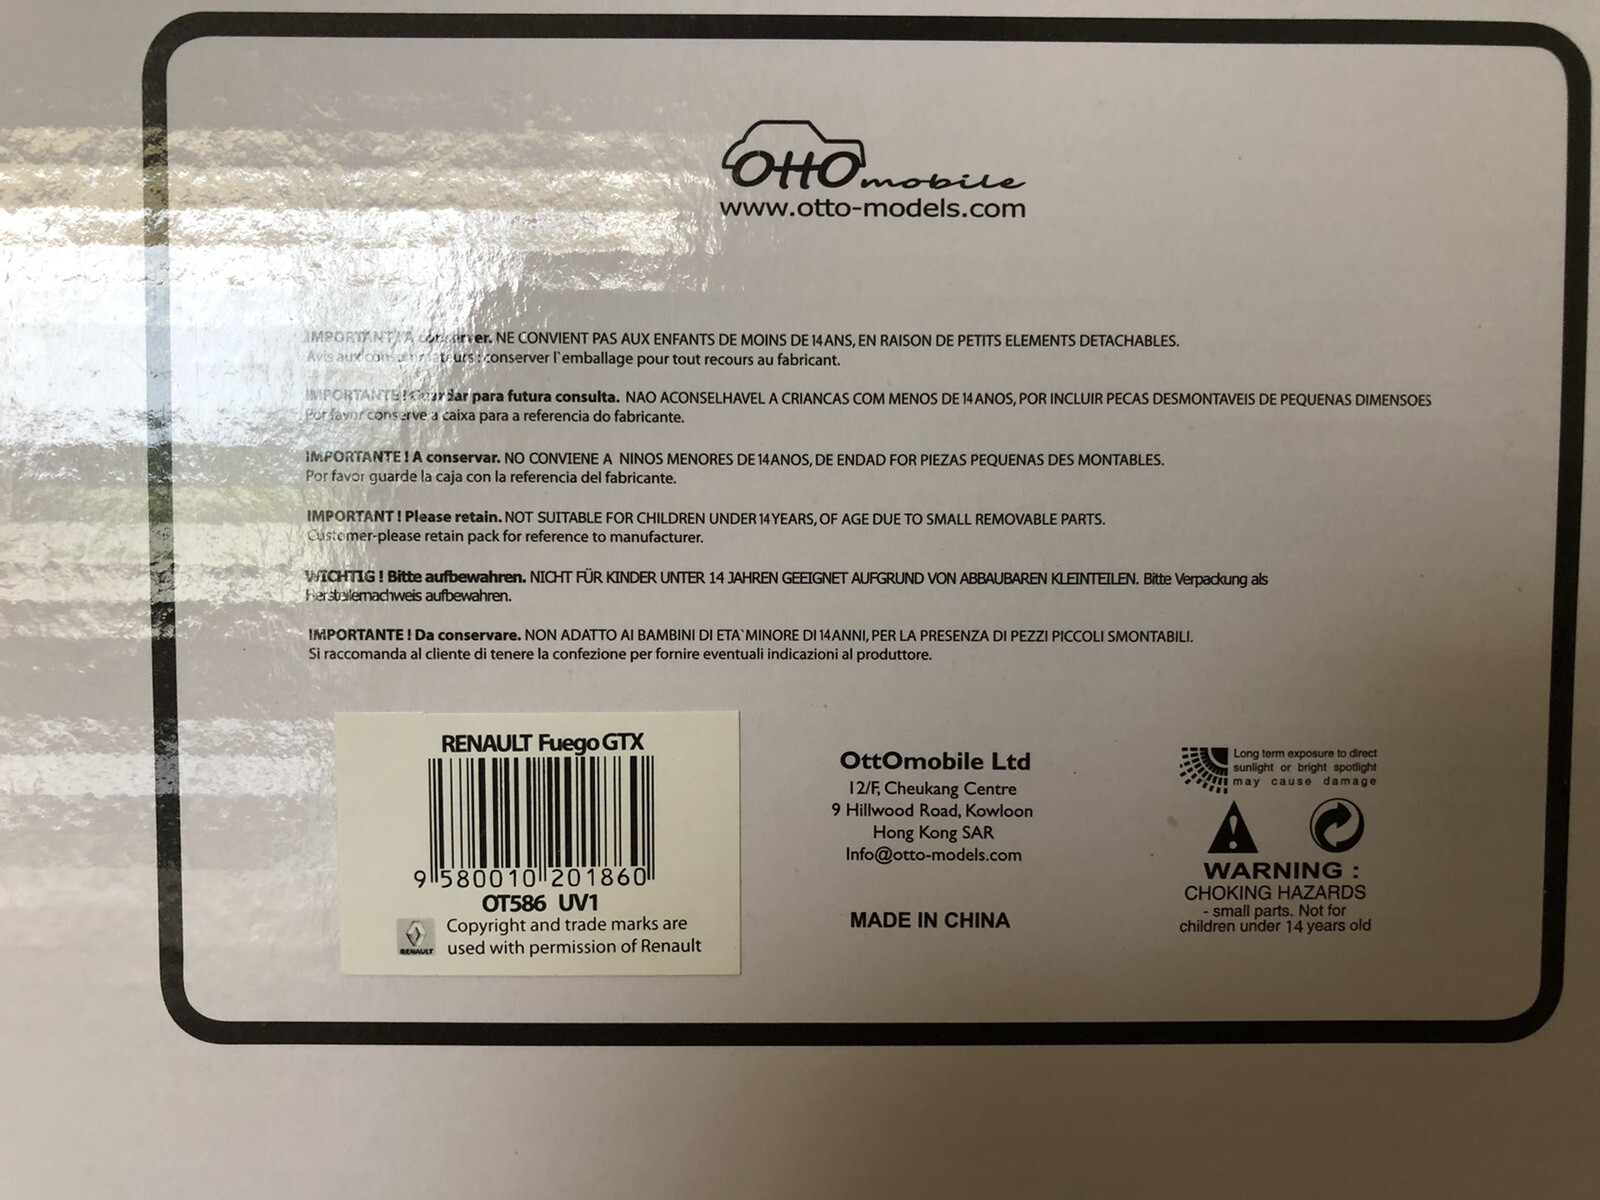 OttOmobile
www.otto-models.com
IMPORTANT! A conserver. NE CONVIENT PAS AUX ENFANTS DE MOINS DE 14 ANS, EN RAISON DE PETITS ELEMENTS DETACHABLES.
Avis aux consommateurs : conserver l`emballage pour tout recours au fabricant.
IMPORTANTE ! Guardar para futura consulta. NAO ACONSELHAVEL A CRIANCAS COM MENOS DE 14 ANOS, POR INCLUIR PECAS DESMONTAVEIS DE PEQUENAS DIMENSOES
Por favor conserve a caixa para a referencia do fabricante.
IMPORTANTE ! A conservar. NO CONVIENE A NINOS MENORES DE 14 ANOS, DE ENDAD FOR PIEZAS PEQUENAS DES MONTABLES.
Por favor guarde la caja con la referencia del fabricante.
IMPORTANT ! Please retain. NOT SUITABLE FOR CHILDREN UNDER 14 YEARS, OF AGE DUE TO SMALL REMOVABLE PARTS.
Customer-please retain pack for reference to manufacturer.
WICHTIG ! Bitte aufbewahren. NICHT FÜR KINDER UNTER 14 JAHREN GEEIGNET AUFGRUND VON ABBAUBAREN KLEINTEILEN. Bitte Verpackung als
Herstellernachweis aufbewahren.
IMPORTANTE ! Da conservare. NON ADATTO AI BAMBINI DI ETA` MINORE DI 14 ANNI, PER LA PRESENZA DI PEZZI PICCOLI SMONTABILI.
Si raccomanda al cliente di tenere la confezione per fornire eventuali indicazioni al produttore.
RENAULT Fuego GTX
9 580010 201860
OT586 UV1
RENAULT
Copyright and trade marks are
used with permission of Renault
OttOmobile Ltd
12/F, Cheukang Centre
9 Hillwood Road, Kowloon
Hong Kong SAR
Info@otto-models.com
MADE IN CHINA
Long term exposure to direct
sunlight or bright spotlight
may cause damage
WARNING :
CHOKING HAZARDS
- small parts. Not for
children under 14 years old